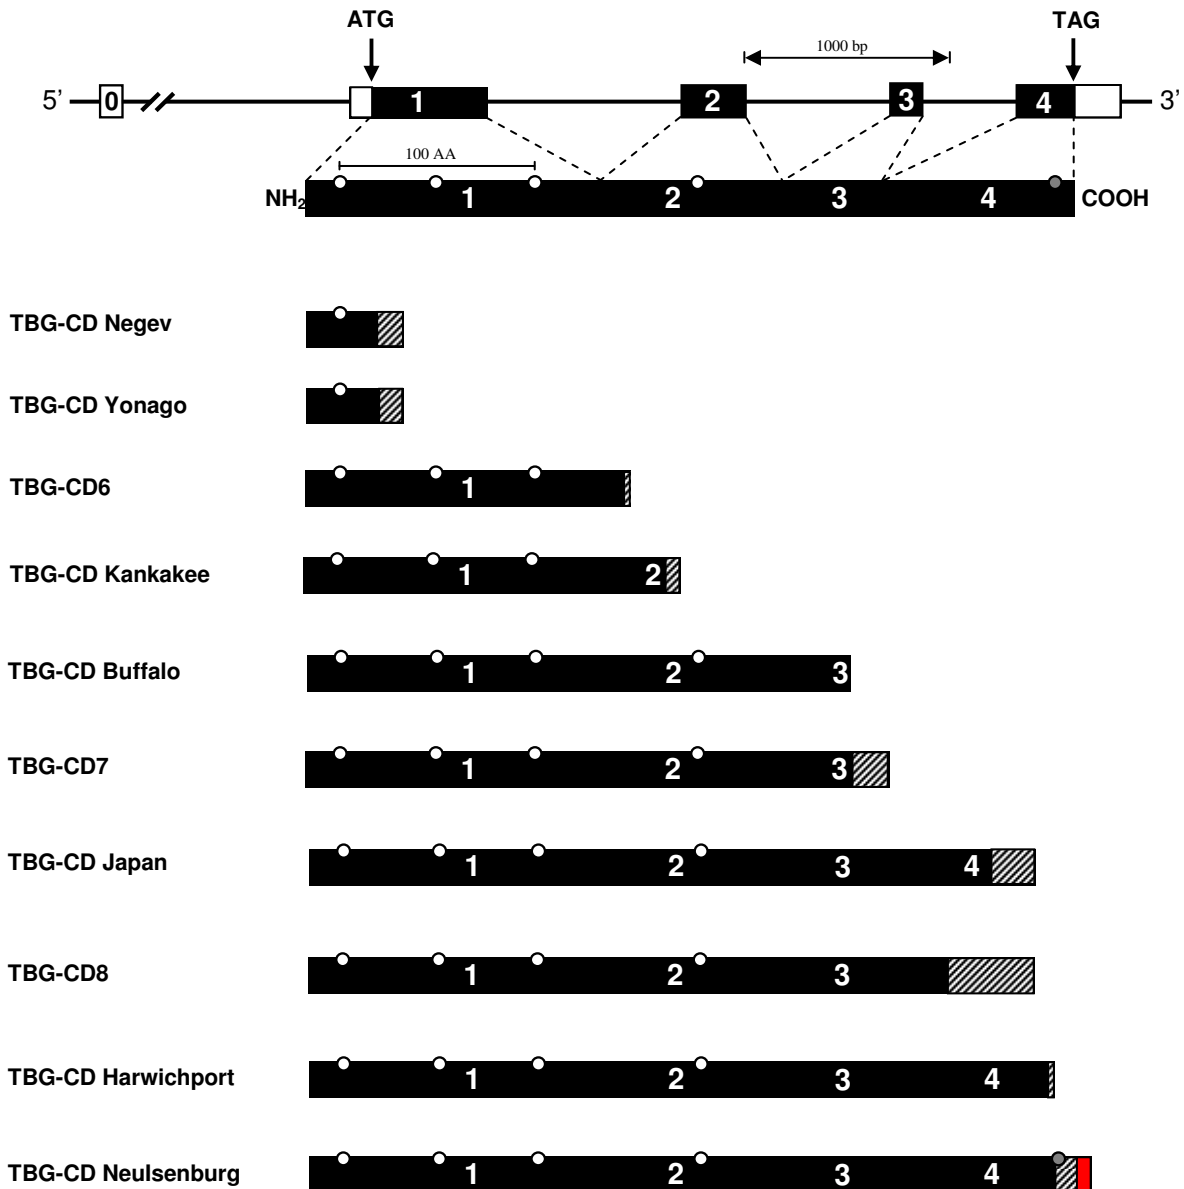 ATG TAG
1000 bp
5’ 0 1 2 3 4 3’
100 AA
NH2 1 2 3 4 COOH
TBG-CD Negev
TBG-CD Yonago
TBG-CD6 1
TBG-CD Kankakee 1 2
TBG-CD Buffalo 1 2 3
TBG-CD7 1 2 3
TBG-CD Japan 1 2 3 4
TBG-CD8 1 2 3
TBG-CD Harwichport 1 2 3 4
TBG-CD NeuIsenburg 1 2 3 4